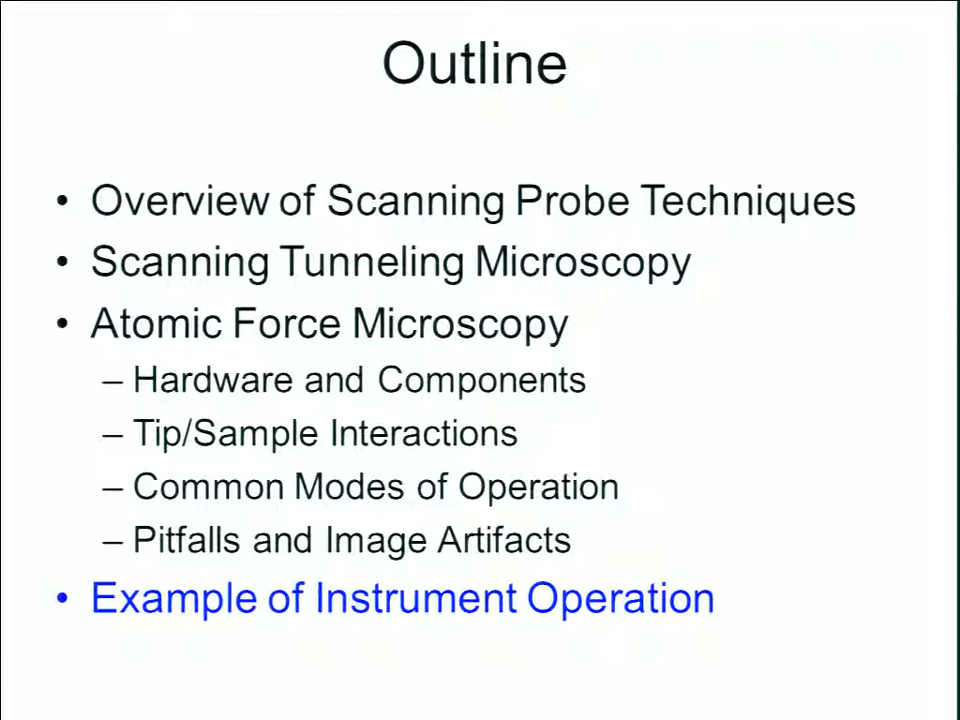 Outline
• Overview of Scanning Probe Techniques
• Scanning Tunneling Microscopy
• Atomic Force Microscopy
– Hardware and Components
– Tip/Sample Interactions
– Common Modes of Operation
– Pitfalls and Image Artifacts
• Example of Instrument Operation